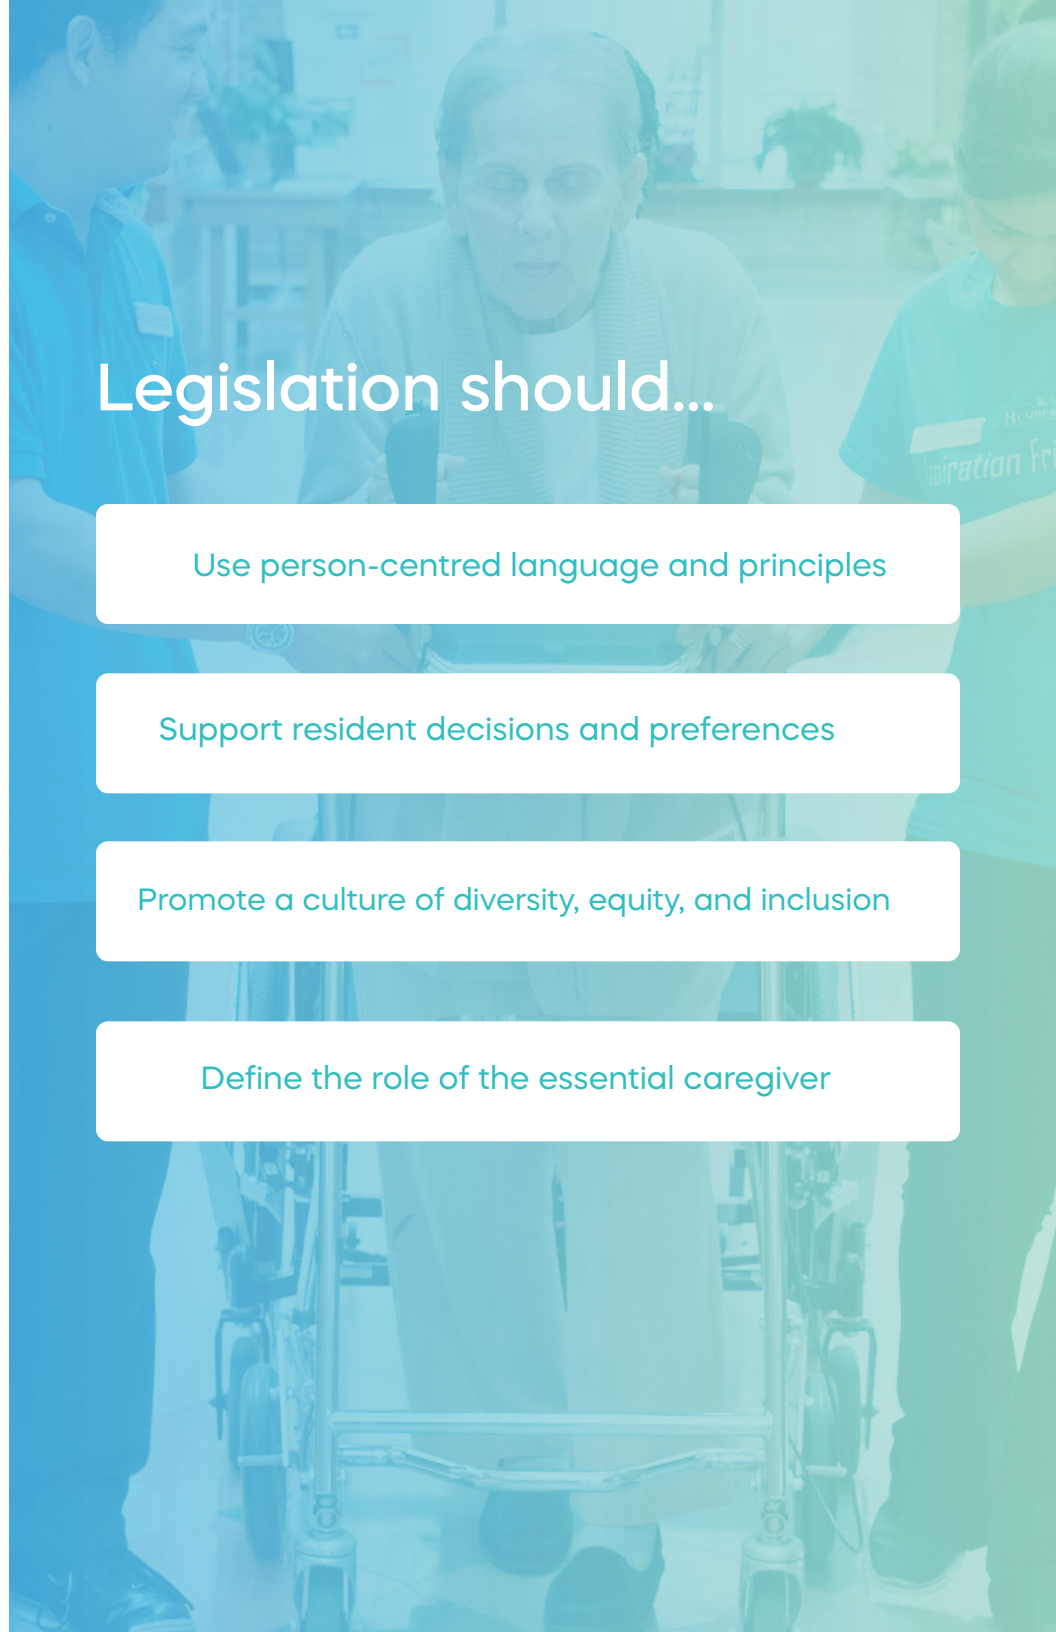 Legislation should...
Use person-centred language and principles
Support resident decisions and preferences
Promote a culture of diversity, equity, and inclusion
Define the role of the essential caregiver